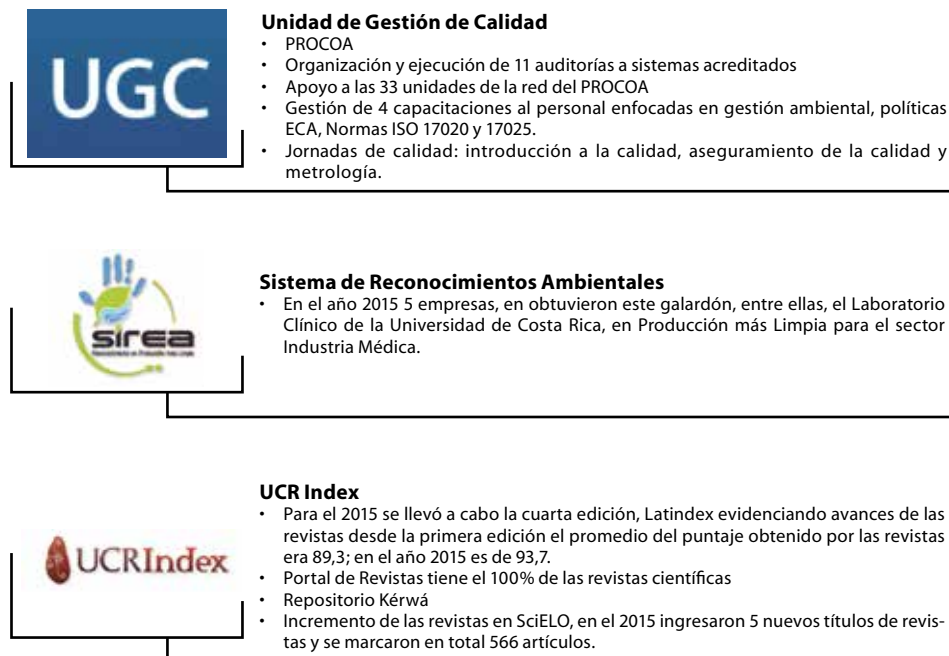 UGC
Unidad de Gestión de Calidad
• PROCOA
• Organización y ejecución de 11 auditorías a sistemas acreditados
• Apoyo a las 33 unidades de la red del PROCOA
• Gestión de 4 capacitaciones al personal enfocadas en gestión ambiental, políticas
ECA, Normas ISO 17020 y 17025.
• Jornadas de calidad: introducción a la calidad, aseguramiento de la calidad y
metrología.
sirea
Sistema de Reconocimientos Ambientales
• En el año 2015 5 empresas, en obtuvieron este galardón, entre ellas, el Laboratorio
Clínico de la Universidad de Costa Rica, en Producción más Limpia para el sector
Industria Médica.
UCRIndex
UCR Index
• Para el 2015 se llevó a cabo la cuarta edición, Latindex evidenciando avances de las
revistas desde la primera edición el promedio del puntaje obtenido por las revistas
era 89,3; en el año 2015 es de 93,7.
• Portal de Revistas tiene el 100% de las revistas científicas
• Repositorio Kérwá
• Incremento de las revistas en SciELO, en el 2015 ingresaron 5 nuevos títulos de revis-
tas y se marcaron en total 566 artículos.